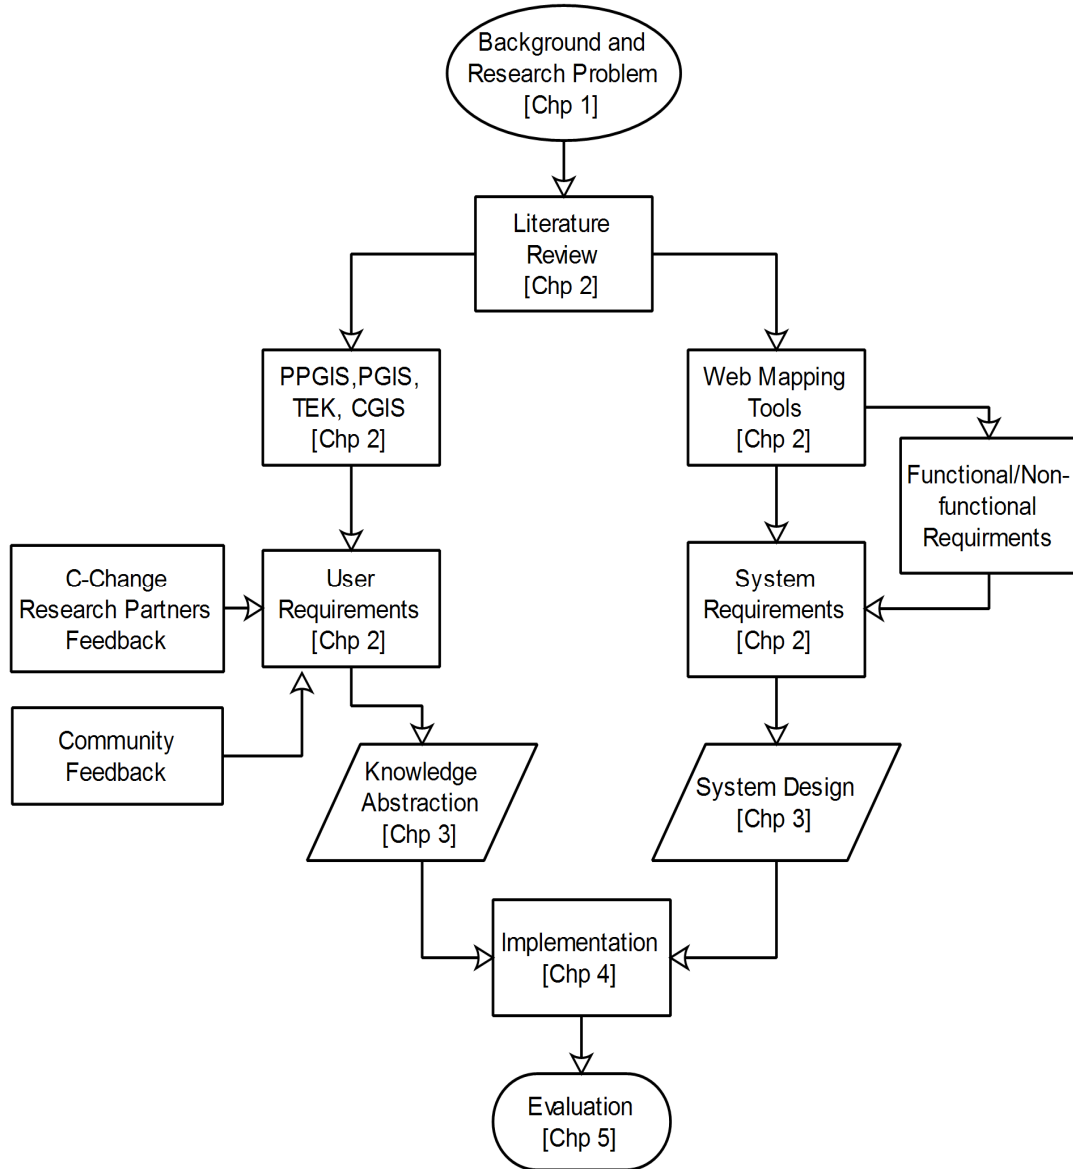 Background and
Research Problem
[Chp 1]
Literature
Review
[Chp 2]
PPGIS,PGIS,
TEK, CGIS
[Chp 2]
Web Mapping
Tools
[Chp 2]
Functional/Non-
functional
Requirments
C-Change
Research Partners
Feedback
User
Requirements
[Chp 2]
System
Requirements
[Chp 2]
Community
Feedback
Knowledge
Abstraction
[Chp 3]
System Design
[Chp 3]
Implementation
[Chp 4]
Evaluation
[Chp 5]